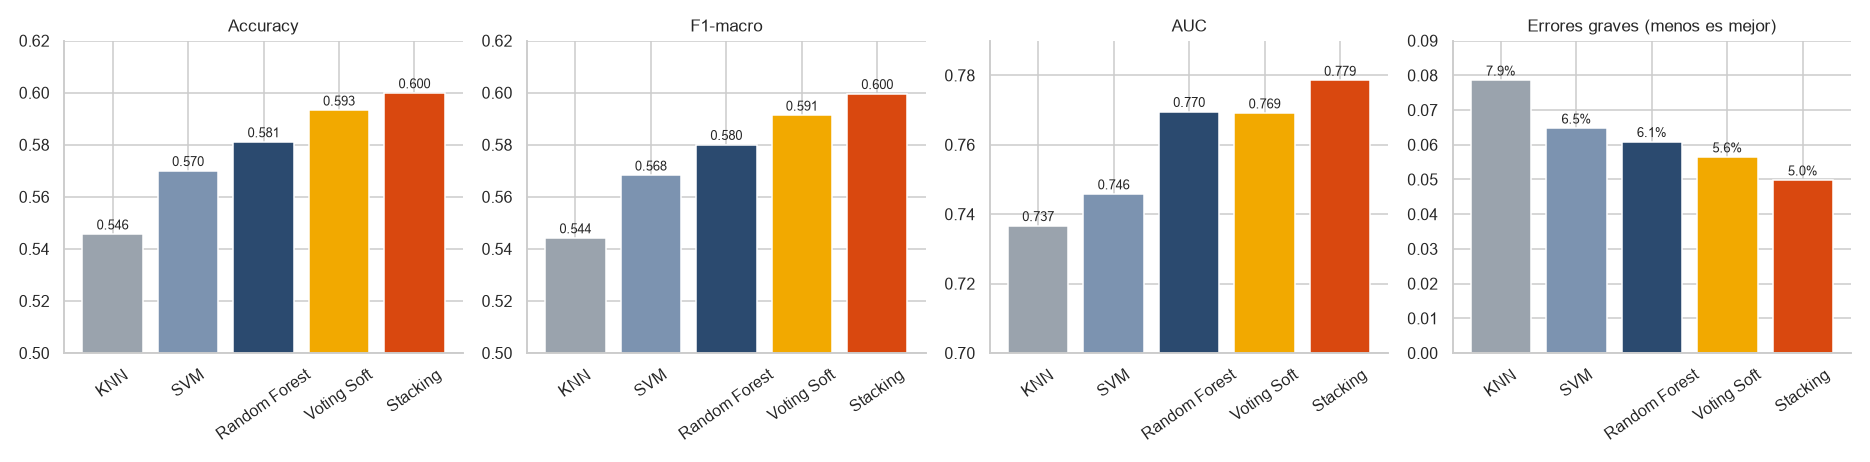 Accuracy
0.62
0.60
0.58
0.56
0.54
0.52
0.50
0.546
0.570
0.581
0.593
0.600
KNN
SVM
Random Forest
Voting Soft
Stacking
F1-macro
0.62
0.60
0.58
0.56
0.54
0.52
0.50
0.544
0.568
0.580
0.591
0.600
KNN
SVM
Random Forest
Voting Soft
Stacking
AUC
0.78
0.76
0.74
0.72
0.70
0.737
0.746
0.770
0.769
0.779
KNN
SVM
Random Forest
Voting Soft
Stacking
Errores graves (menos es mejor)
0.09
0.08
0.07
0.06
0.05
0.04
0.03
0.02
0.01
0.00
7.9%
6.5%
6.1%
5.6%
5.0%
KNN
SVM
Random Forest
Voting Soft
Stacking